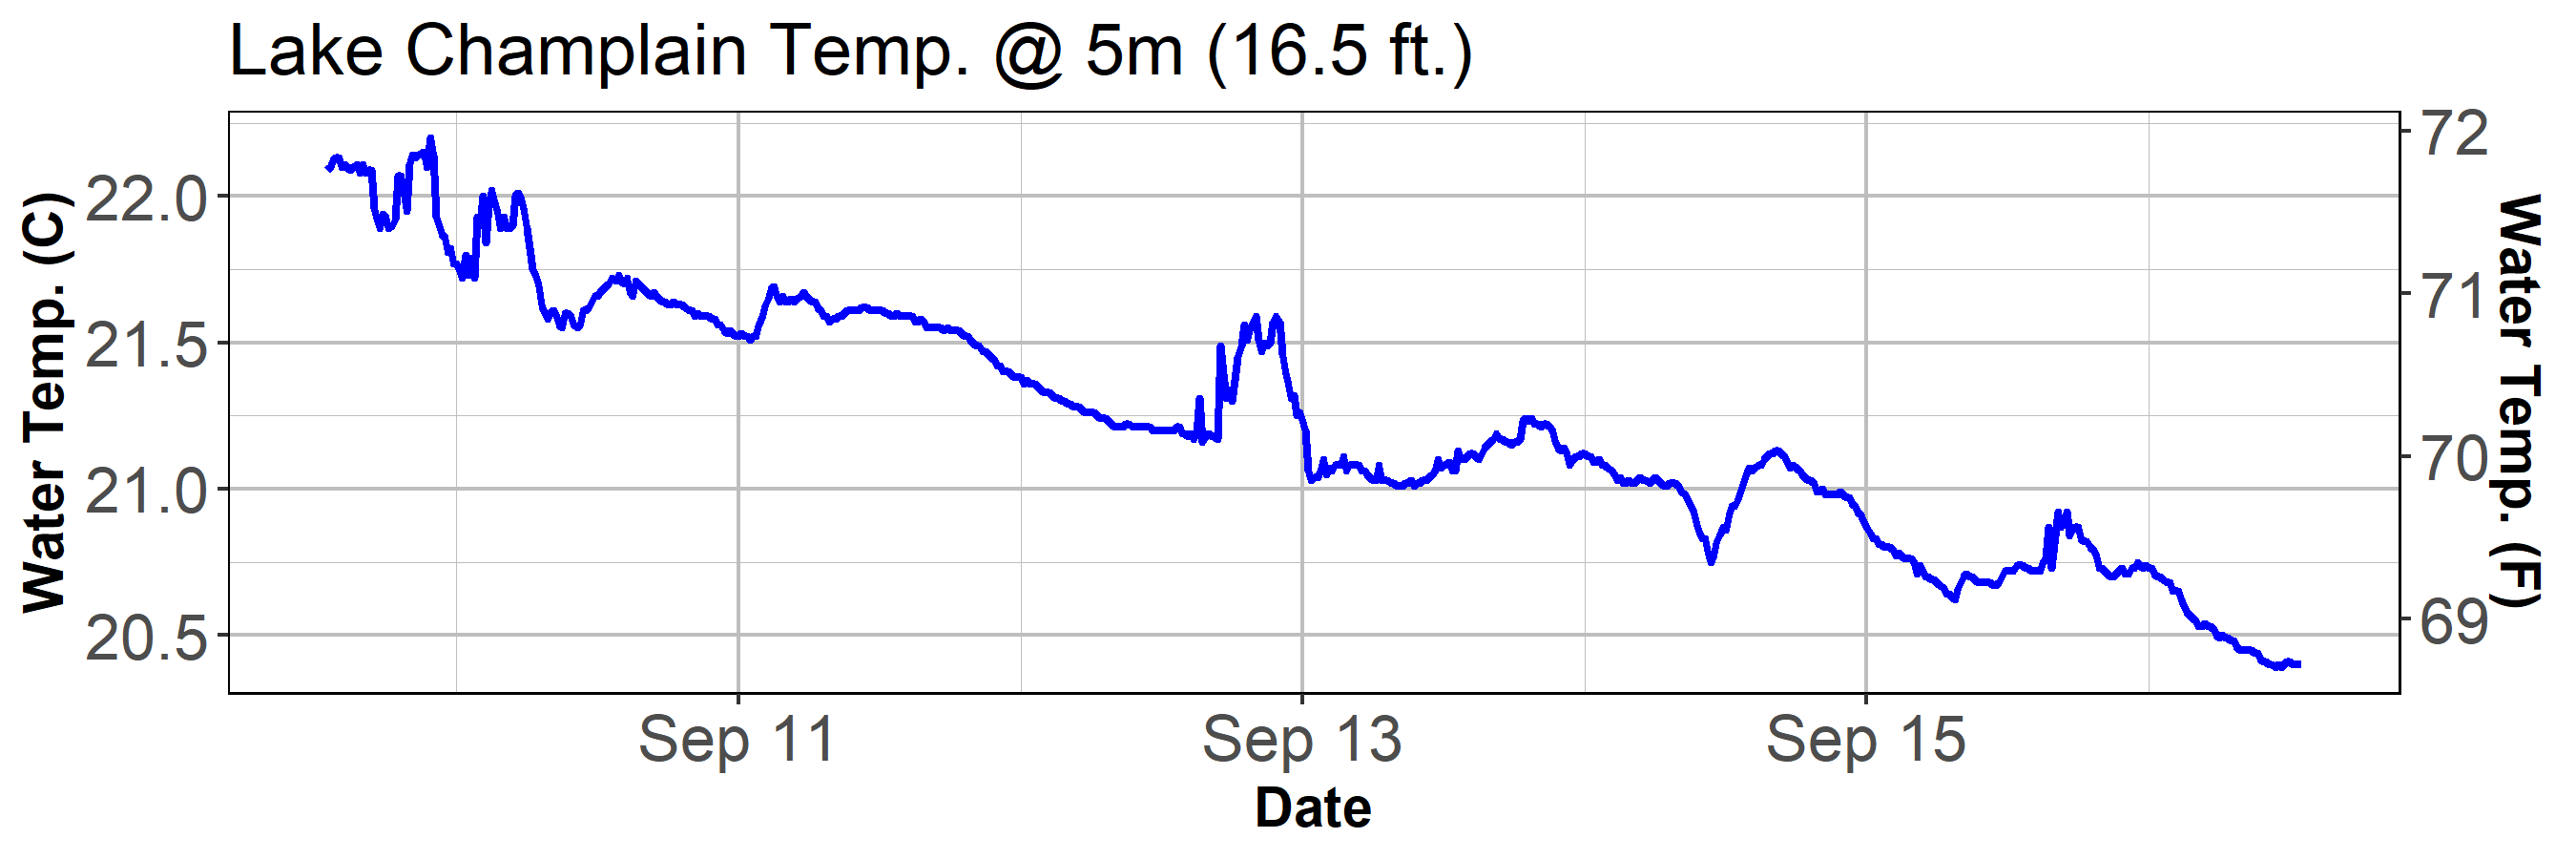 Lake Champlain Temp. @ 5m (16.5 ft.)
Water Temp. (C)
22.0
21.5
21.0
20.5
72
71
70
69
Water Temp. (F)
Sep 11
Sep 13
Sep 15
Date